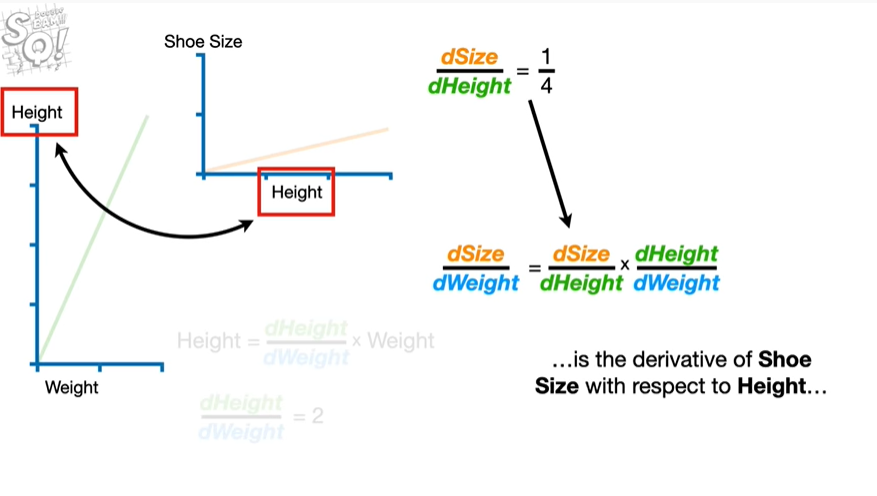 SQ!
Shoe Size
Height
Height
Weight
dSize
dHeight
=
1
4
dSize
dWeight
=
dSize
dHeight
x
dHeight
dWeight
Height =
dHeight
dWeight
x Weight
dHeight
dWeight
= 2
…is the derivative of Shoe
Size with respect to Height…